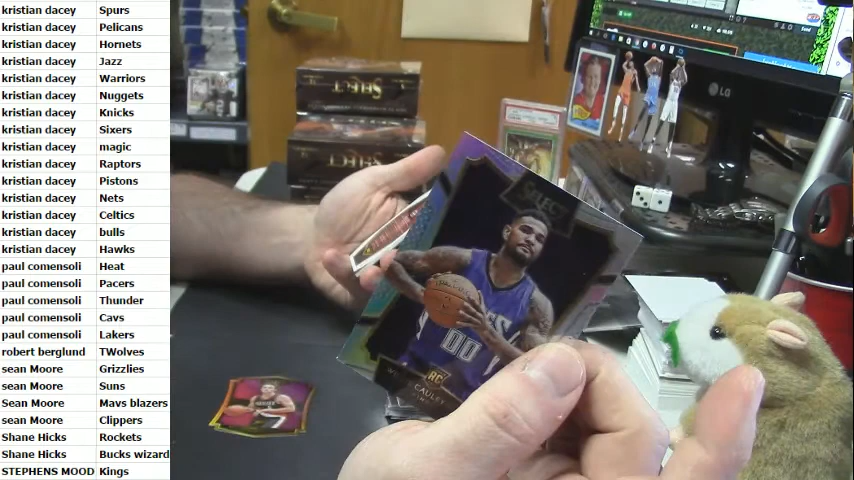 kristian dacey Spurs
kristian dacey Pelicans
kristian dacey Hornets
kristian dacey Jazz
kristian dacey Warriors
kristian dacey Nuggets
kristian dacey Knicks
kristian dacey Sixers
kristian dacey magic
kristian dacey Raptors
kristian dacey Pistons
kristian dacey Nets
kristian dacey Celtics
kristian dacey bulls
kristian dacey Hawks
paul comensoli Heat
paul comensoli Pacers
paul comensoli Thunder
paul comensoli Cavs
paul comensoli Lakers
robert berglund TWolves
sean Moore Grizzlies
sean Moore Suns
Sean Moore Mavs blazers
sean Moore Clippers
Shane Hicks Rockets
Shane Hicks Bucks wizard
STEPHENS MOOD Kings
SELECT
SELECT
LG
SELECT
00
RC
CAULEY